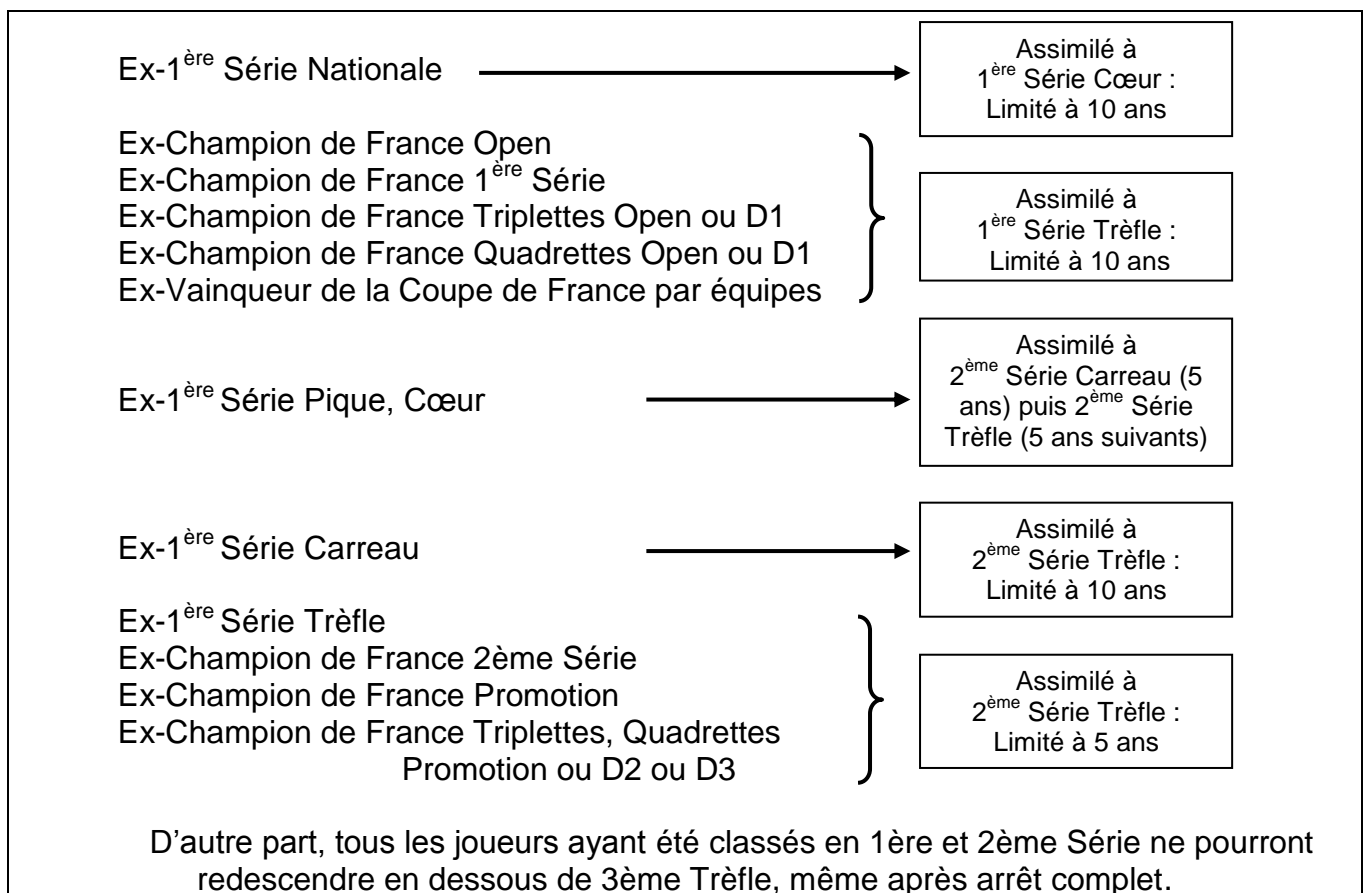 Ex-1ère Série Nationale
Assimilé à
1ère Série Cœur :
Limité à 10 ans
Ex-Champion de France Open
Ex-Champion de France 1ère Série
Ex-Champion de France Triplettes Open ou D1
Ex-Champion de France Quadrettes Open ou D1
Ex-Vainqueur de la Coupe de France par équipes
Assimilé à
1ère Série Trèfle :
Limité à 10 ans
Ex-1ère Série Pique, Cœur
Assimilé à
2ème Série Carreau (5
ans) puis 2ème Série
Trèfle (5 ans suivants)
Ex-1ère Série Carreau
Assimilé à
2ème Série Trèfle :
Limité à 10 ans
Ex-1ère Série Trèfle
Ex-Champion de France 2ème Série
Ex-Champion de France Promotion
Ex-Champion de France Triplettes, Quadrettes
Promotion ou D2 ou D3
Assimilé à
2ème Série Trèfle :
Limité à 5 ans
D'autre part, tous les joueurs ayant été classés en 1ère et 2ème Série ne pourront
redescendre en dessous de 3ème Trèfle, même après arrêt complet.